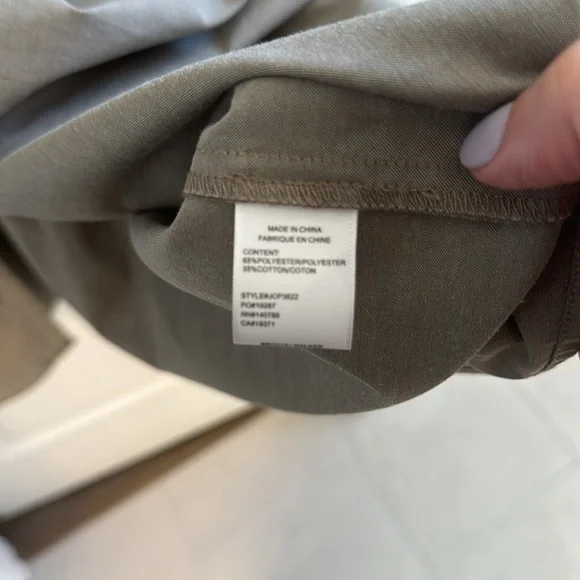 MADE IN CHINA
FABRIQUE EN CHINE
CONTENT:
65%POLYESTER/POLYESTER
35%COTTON/COTTON
STYLE#JCP3622
PO#10287
RN#140785
CA#19371